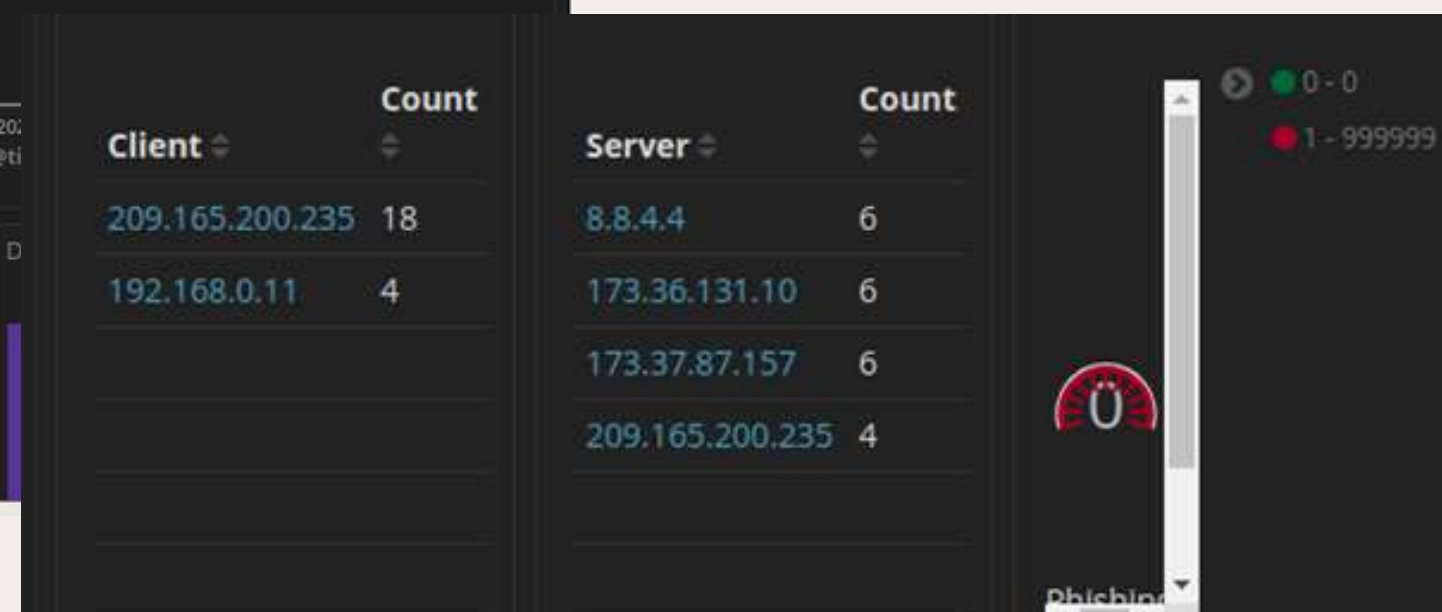 Client Count
209.165.200.235 18
192.168.0.11 4
Server Count
8.8.4.4 6
173.36.131.10 6
173.37.87.157 6
209.165.200.235 4
0 - 0
1 - 999999
Ü
Phishing